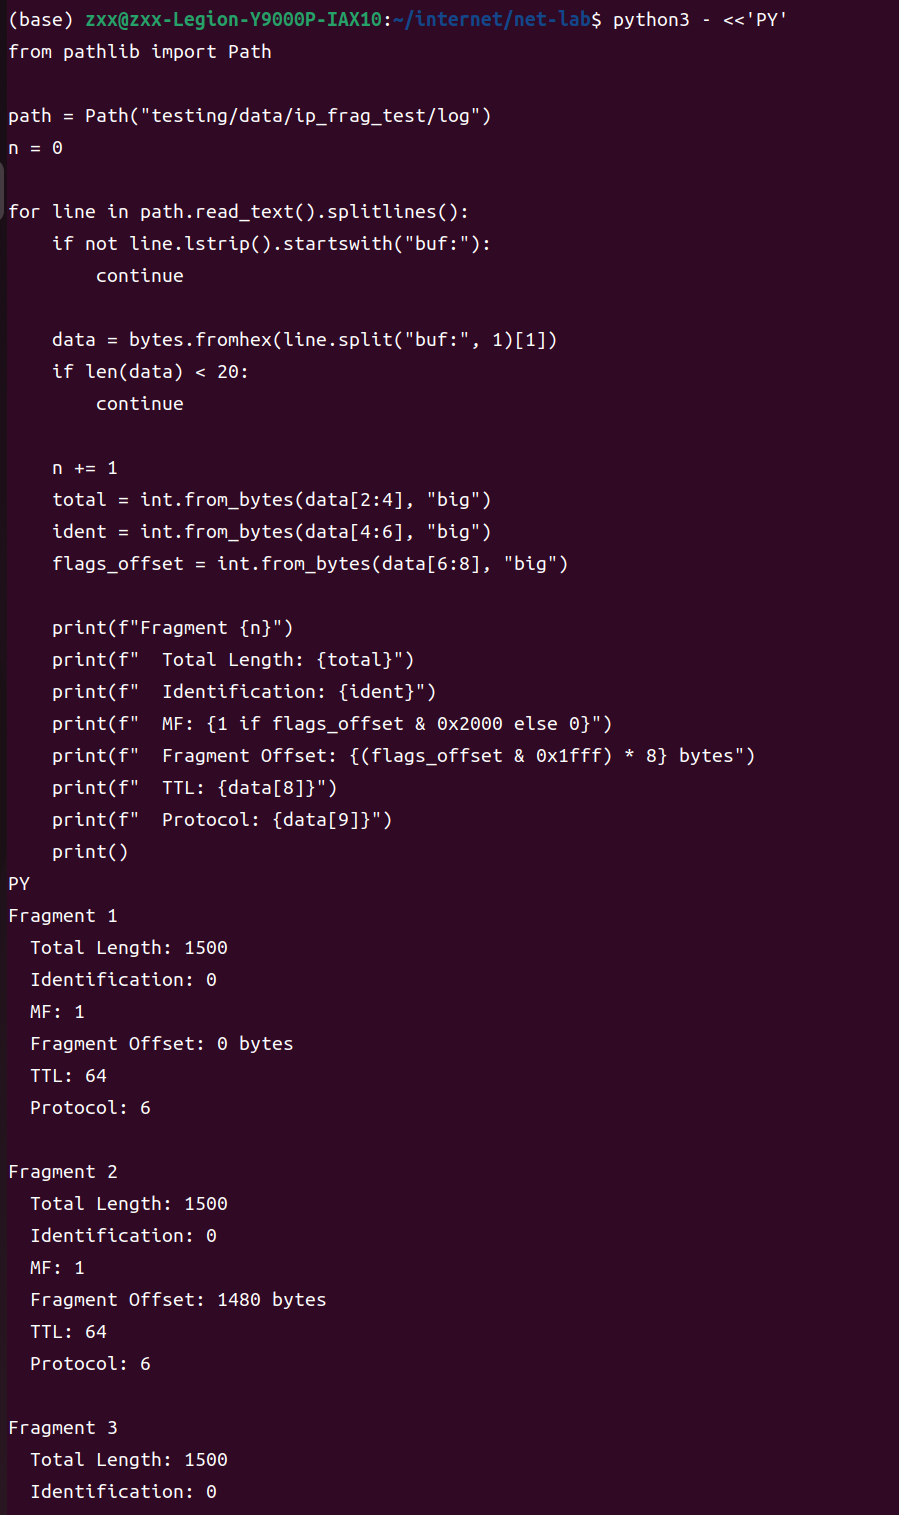 (base) zxx@zxx-Legion-Y9000P-IAX10:~/internet/net-lab$ python3 - <<'PY'
from pathlib import Path

path = Path("testing/data/ip_frag_test/log")
n = 0

for line in path.read_text().splitlines():
    if not line.lstrip().startswith("buf:"):
        continue

    data = bytes.fromhex(line.split("buf:", 1)[1])
    if len(data) < 20:
        continue

    n += 1
    total = int.from_bytes(data[2:4], "big")
    ident = int.from_bytes(data[4:6], "big")
    flags_offset = int.from_bytes(data[6:8], "big")

    print(f"Fragment {n}")
    print(f"  Total Length: {total}")
    print(f"  Identification: {ident}")
    print(f"  MF: {1 if flags_offset & 0x2000 else 0}")
    print(f"  Fragment Offset: {(flags_offset & 0x1fff) * 8} bytes")
    print(f"  TTL: {data[8]}")
    print(f"  Protocol: {data[9]}")
    print()
PY
Fragment 1
  Total Length: 1500
  Identification: 0
  MF: 1
  Fragment Offset: 0 bytes
  TTL: 64
  Protocol: 6

Fragment 2
  Total Length: 1500
  Identification: 0
  MF: 1
  Fragment Offset: 1480 bytes
  TTL: 64
  Protocol: 6

Fragment 3
  Total Length: 1500
  Identification: 0